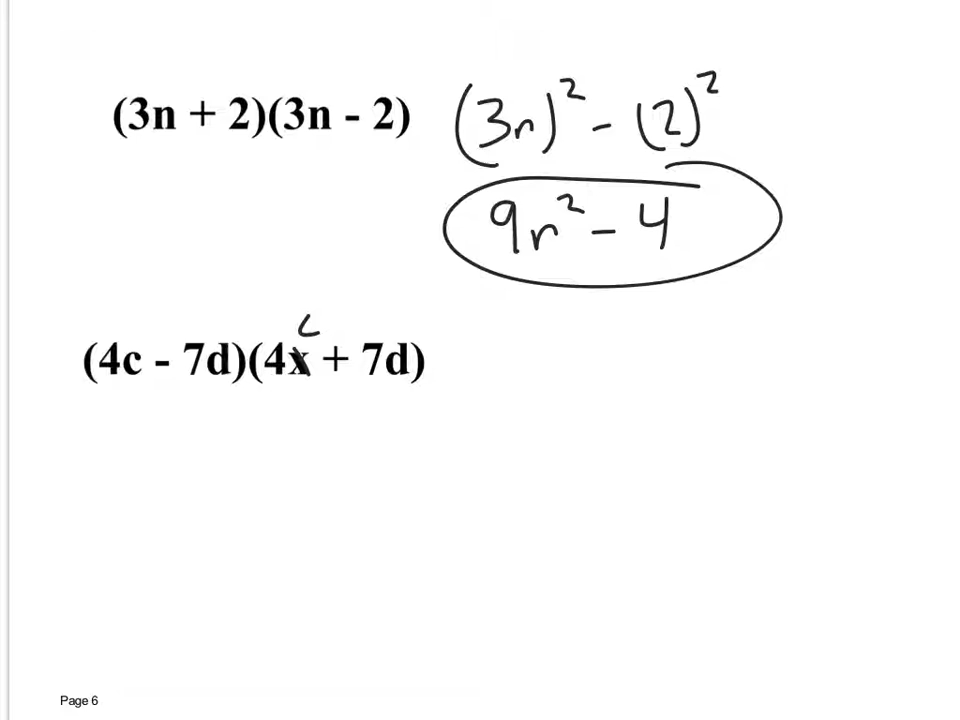 (3n + 2)(3n - 2) (3n)² - (2)²
9n² - 4
c
(4c - 7d)(4x + 7d)
Page 6